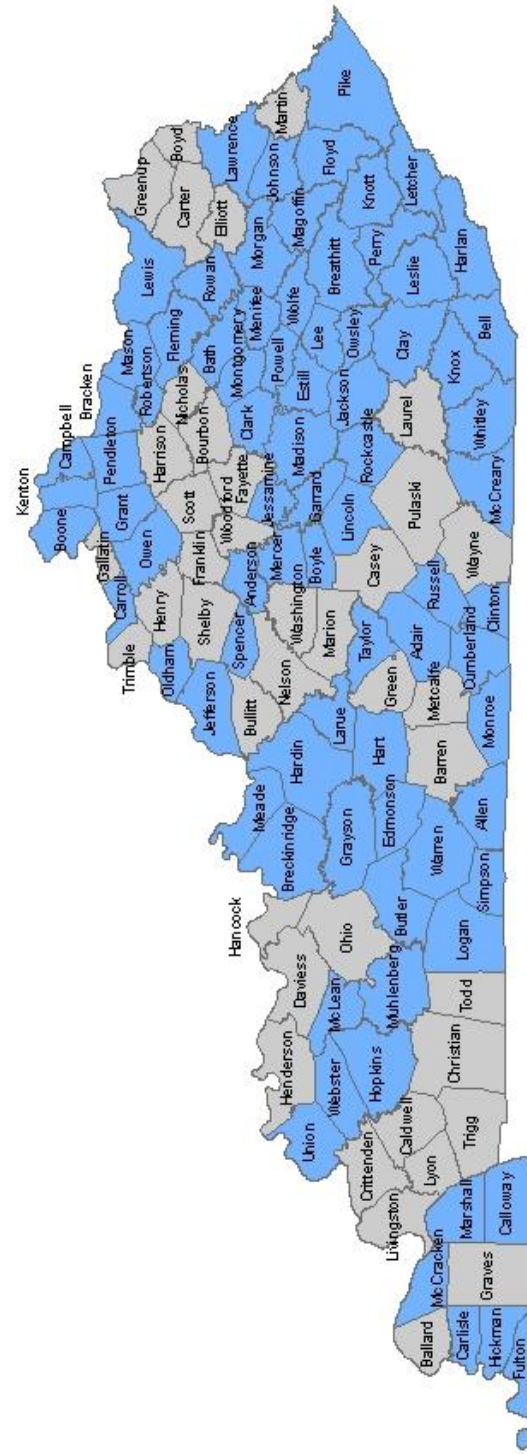 Kenton
Campbell
Bracken
Boone
Pendleton
Mason
Robertson
Lewis
Greenup
Boyd
Carter
Elliott
Lawrence
Martin
Johnson
Pike
Floyd
Magoffin
Morgan
Rowan
Fleming
Bath
Nicholas
Harrison
Grant
Gallatin
Owen
Carroll
Trimble
Henry
Oldham
Jefferson
Shelby
Franklin
Scott
Bourbon
Montgomery
Menifee
Wolfe
Breathitt
Knott
Letcher
Perry
Leslie
Harlan
Bell
Clay
Owsley
Lee
Powell
Estill
Clark
Fayette
Woodford
Jessamine
Madison
Jackson
Rockcastle
Laurel
Knox
Whitley
McCreary
Pulaski
Lincoln
Garrard
Boyle
Mercer
Anderson
Spencer
Bullitt
Nelson
Washington
Marion
Casey
Wayne
Russell
Clinton
Cumberland
Adair
Taylor
Green
Metcalfe
Monroe
Barren
Hart
Larue
Hardin
Meade
Breckinridge
Grayson
Edmonson
Warren
Allen
Simpson
Butler
Logan
Hancock
Ohio
Daviess
McLean
Muhlenberg
Todd
Henderson
Webster
Hopkins
Christian
Union
Crittenden
Caldwell
Lyon
Trigg
Livingston
Marshall
Calloway
McCracken
Graves
Ballard
Carlisle
Hickman
Fulton